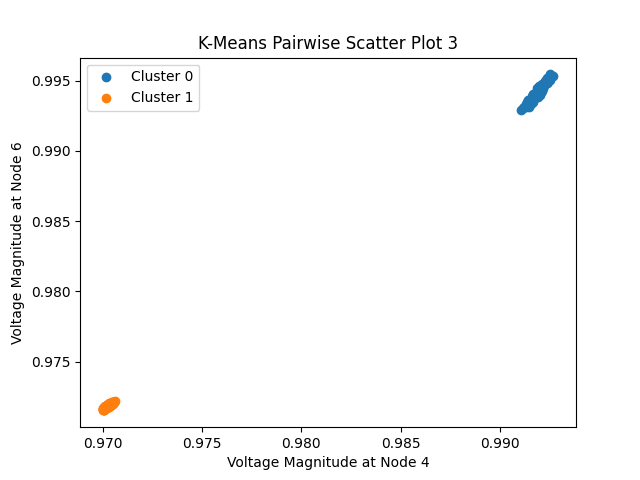 K-Means Pairwise Scatter Plot 3
Cluster 0
Cluster 1
0.995
0.990
0.985
0.980
0.975
Voltage Magnitude at Node 6
0.970 0.975 0.980 0.985 0.990
Voltage Magnitude at Node 4